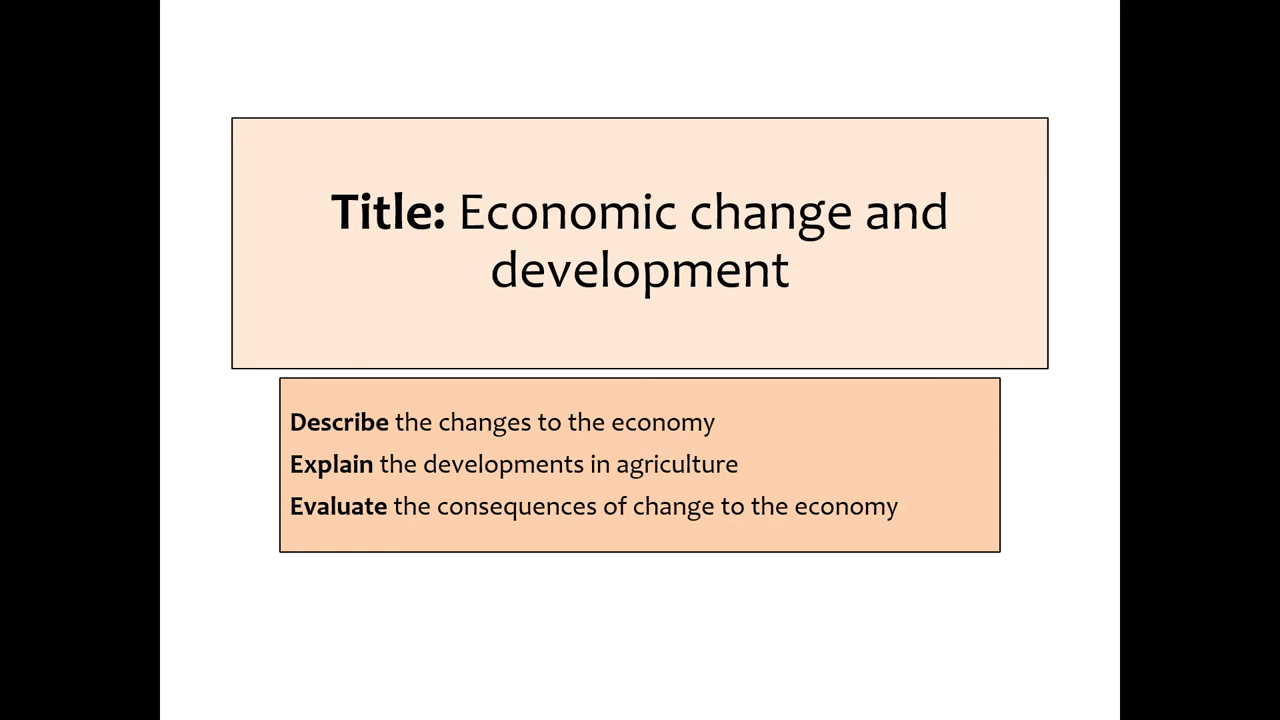 Title: Economic change and
development
Describe the changes to the economy
Explain the developments in agriculture
Evaluate the consequences of change to the economy